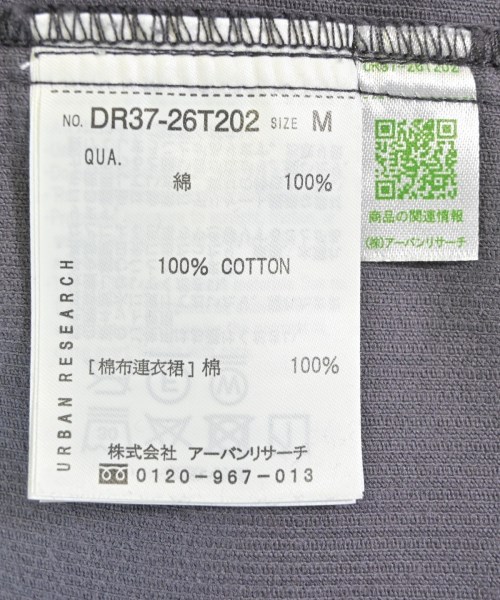 NO. DR37-26T202 SIZE M
QUA.
綿 100%
100% COTTON
[棉布連衣裙] 棉 100%
株式会社 アーバンリサーチ
0120-967-013
URBAN RESEARCH
DR37-26T202
商品の関連情報
(株)アーバンリサーチ